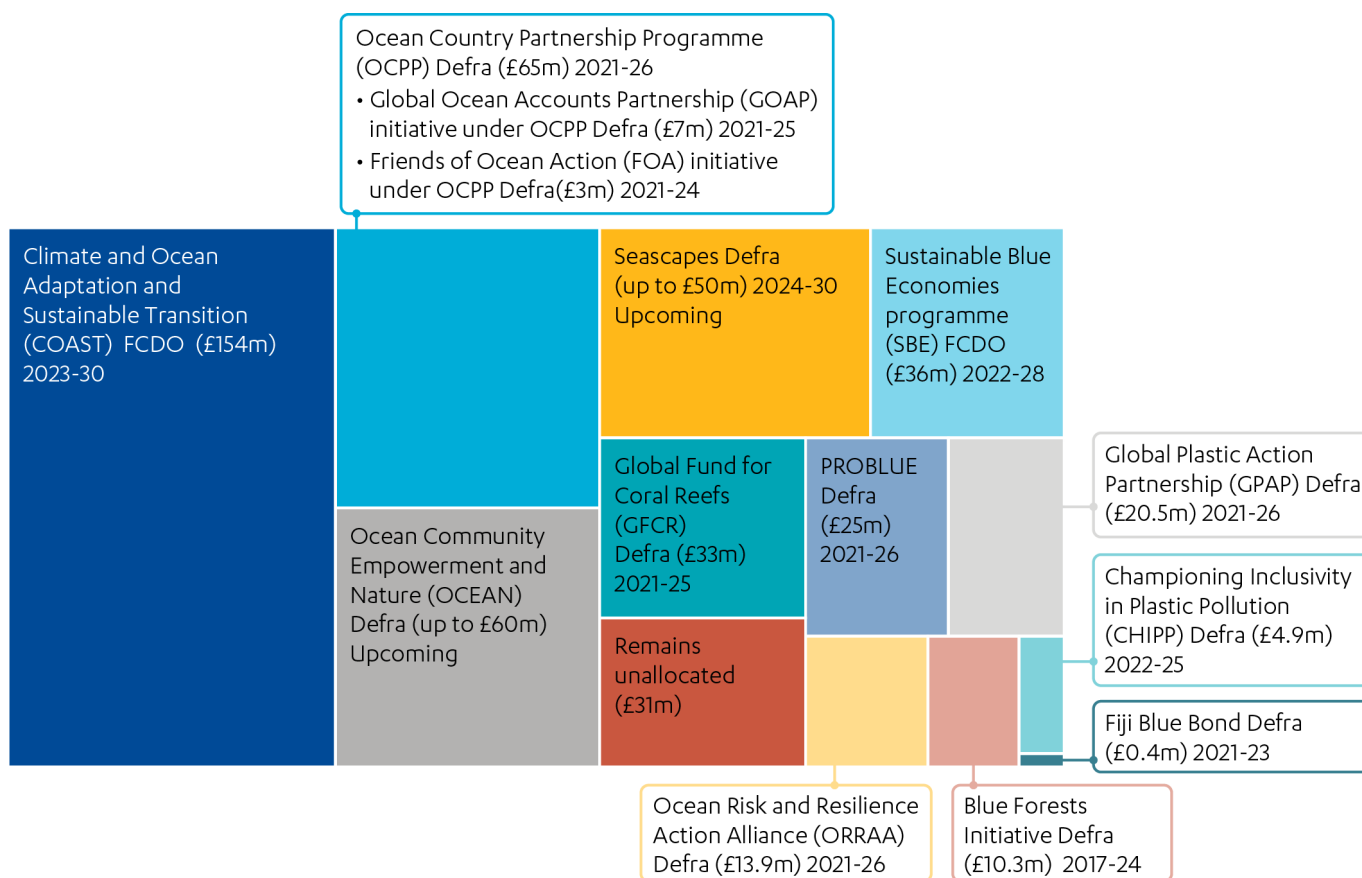 Ocean Country Partnership Programme
(OCPP) Defra (£65m) 2021-26
• Global Ocean Accounts Partnership (GOAP)
initiative under OCPP Defra (£7m) 2021-25
• Friends of Ocean Action (FOA) initiative
under OCPP Defra(£3m) 2021-24
Climate and Ocean
Adaptation and
Sustainable Transition
(COAST) FCDO (£154m)
2023-30
Seascapes Defra
(up to £50m) 2024-30
Upcoming
Sustainable Blue
Economies
programme
(SBE) FCDO
(£36m) 2022-28
Ocean Community
Empowerment and
Nature (OCEAN)
Defra (up to £60m)
Upcoming
Global Fund for
Coral Reefs
(GFCR)
Defra (£33m)
2021-25
PROBLUE
Defra
(£25m)
2021-26
Global Plastic Action
Partnership (GPAP) Defra
(£20.5m) 2021-26
Championing Inclusivity
in Plastic Pollution
(CHIPP) Defra (£4.9m)
2022-25
Remains
unallocated
(£31m)
Fiji Blue Bond Defra
(£0.4m) 2021-23
Ocean Risk and Resilience
Action Alliance (ORRAA)
Defra (£13.9m) 2021-26
Blue Forests
Initiative Defra
(£10.3m) 2017-24